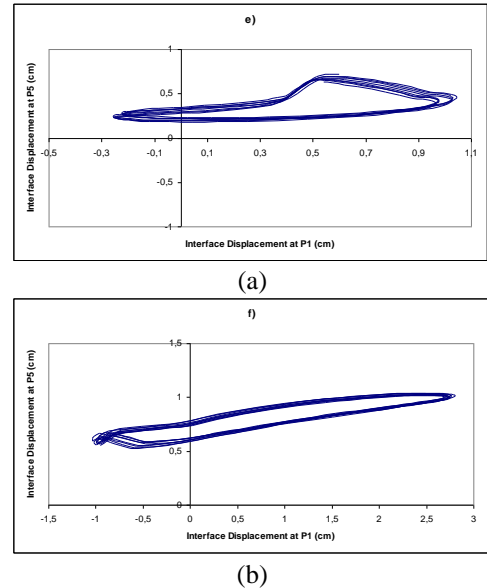 e)
Interface Displacement at P5 (cm)
1
0,5
0
-0,5
-1
-0,5 -0,3 -0,1 0,1 0,3 0,5 0,7 0,9 1,1
Interface Displacement at P1 (cm)
(a)
f)
Interface Displacement at P5 (cm)
1,5
1
0,5
0
-1,5 -1 -0,5 0 0,5 1 1,5 2 2,5 3
Interface Displacement at P1 (cm)
(b)